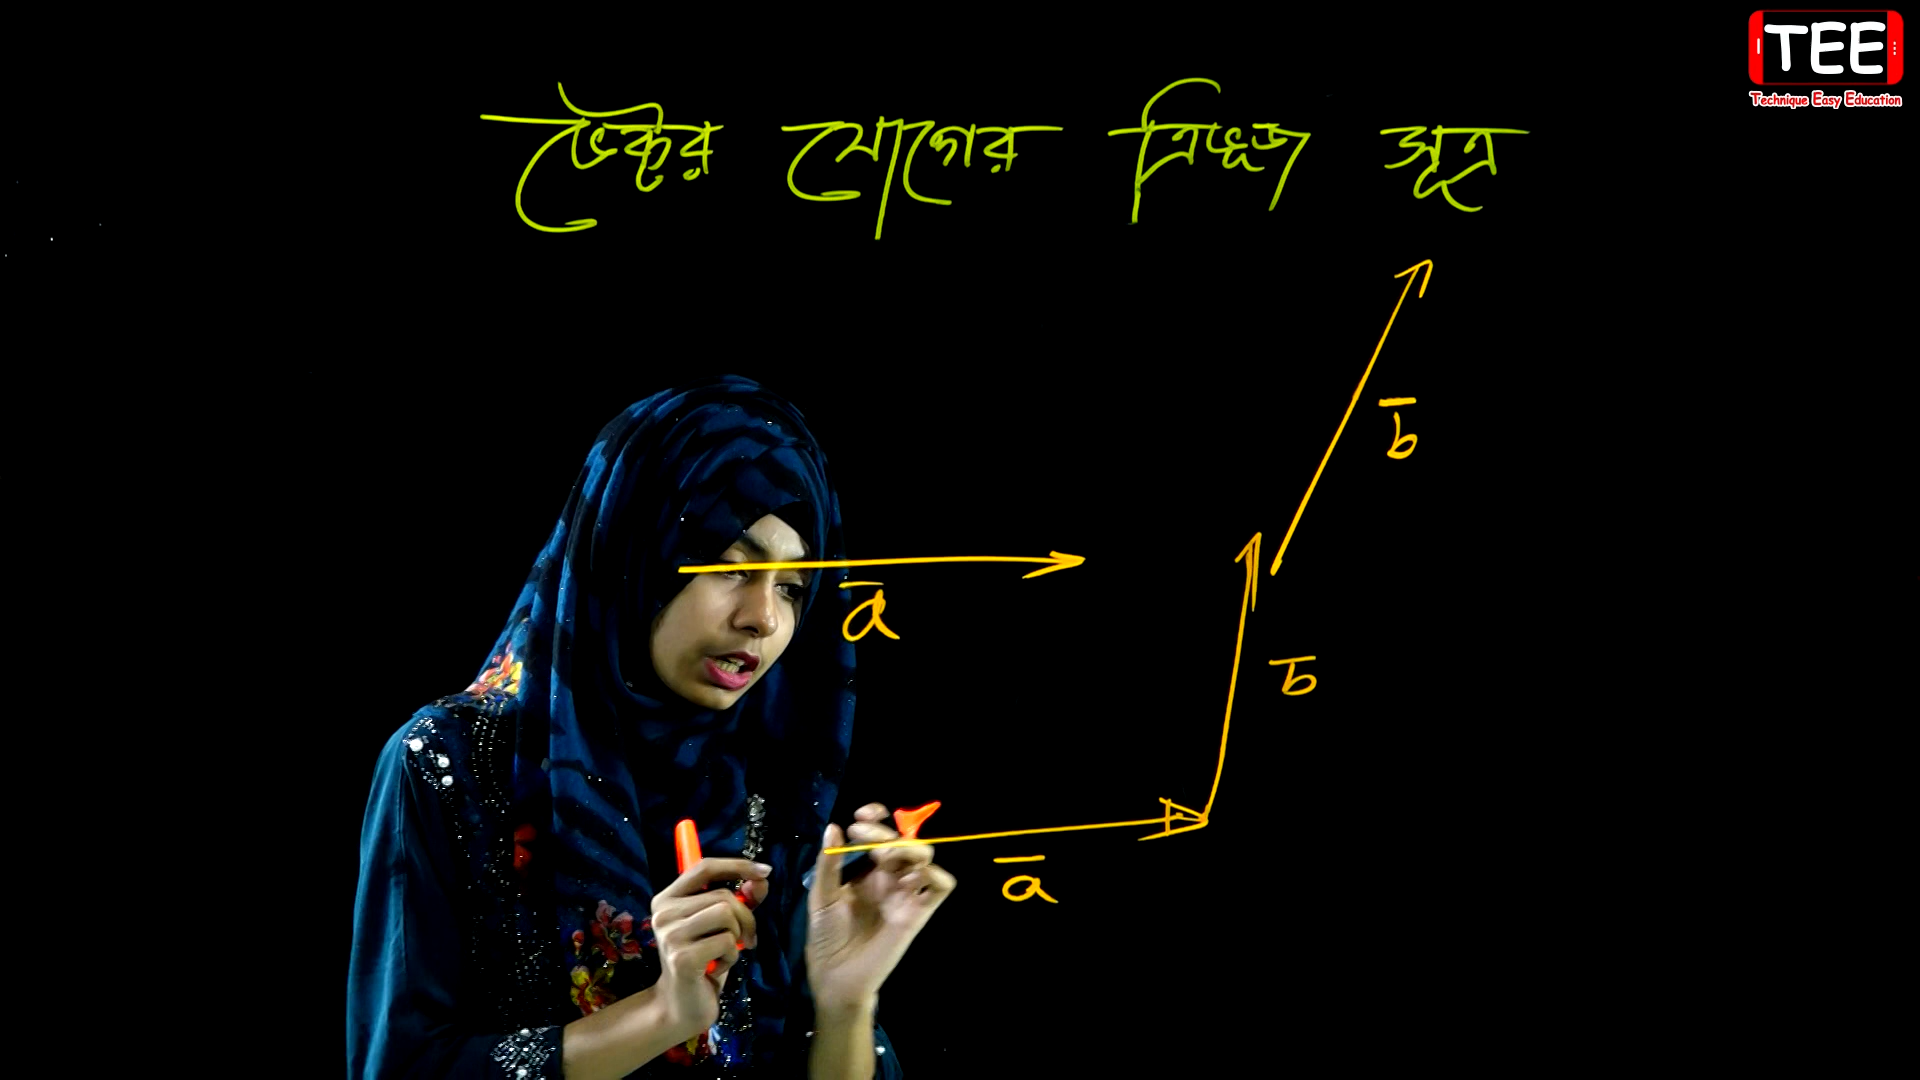 TEE
Technique Easy Education
ভেক্টর যোগের ত্রিভূজ সূত্র
b̅
a̅
b̅
a̅